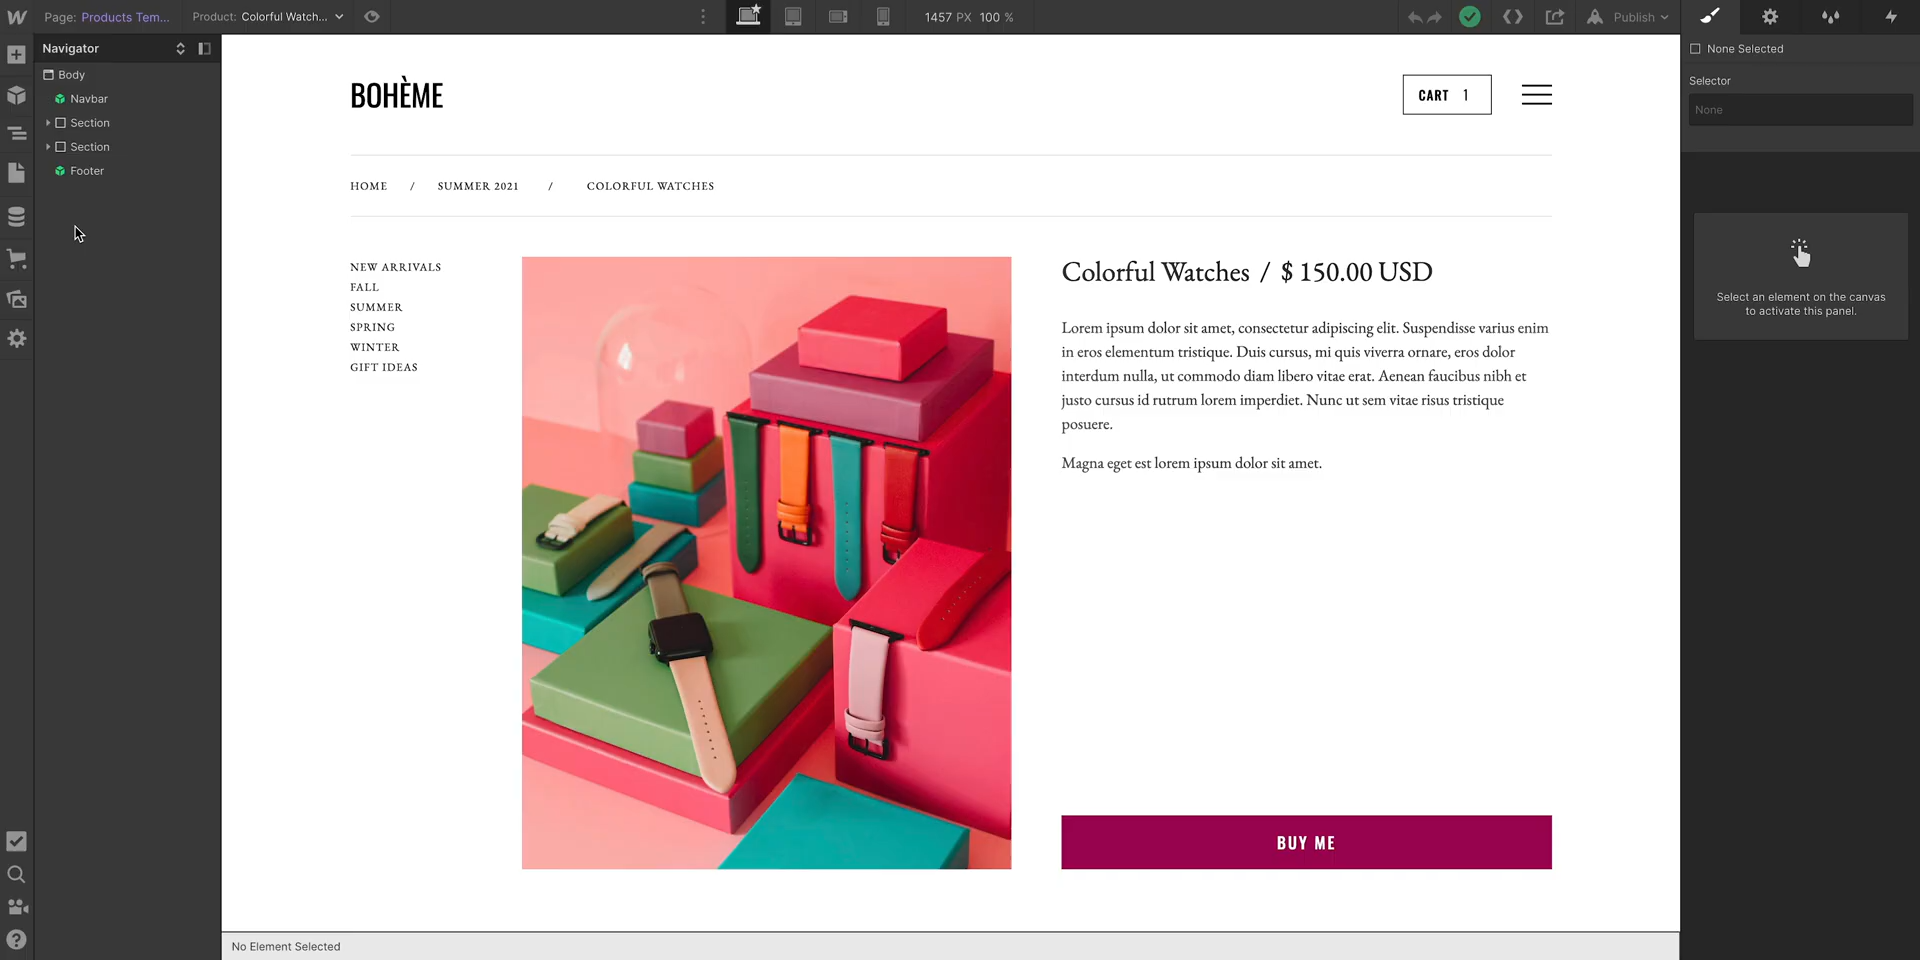 Page: Products Tem...
Product: Colorful Watch...
1457 PX 100 %
Publish
Navigator
Body
Navbar
Section
Section
Footer
BOHÈME
CART 1
HOME / SUMMER 2021 / COLORFUL WATCHES
NEW ARRIVALS
FALL
SUMMER
SPRING
WINTER
GIFT IDEAS
Colorful Watches / $ 150.00 USD
Lorem ipsum dolor sit amet, consectetur adipiscing elit. Suspendisse varius enim
in eros elementum tristique. Duis cursus, mi quis viverra ornare, eros dolor
interdum nulla, ut commodo diam libero vitae erat. Aenean faucibus nibh et
justo cursus id rutrum lorem imperdiet. Nunc ut sem vitae risus tristique
posuere.
Magna eget est lorem ipsum dolor sit amet.
BUY ME
No Element Selected
None Selected
Selector
None
Select an element on the canvas
to activate this panel.